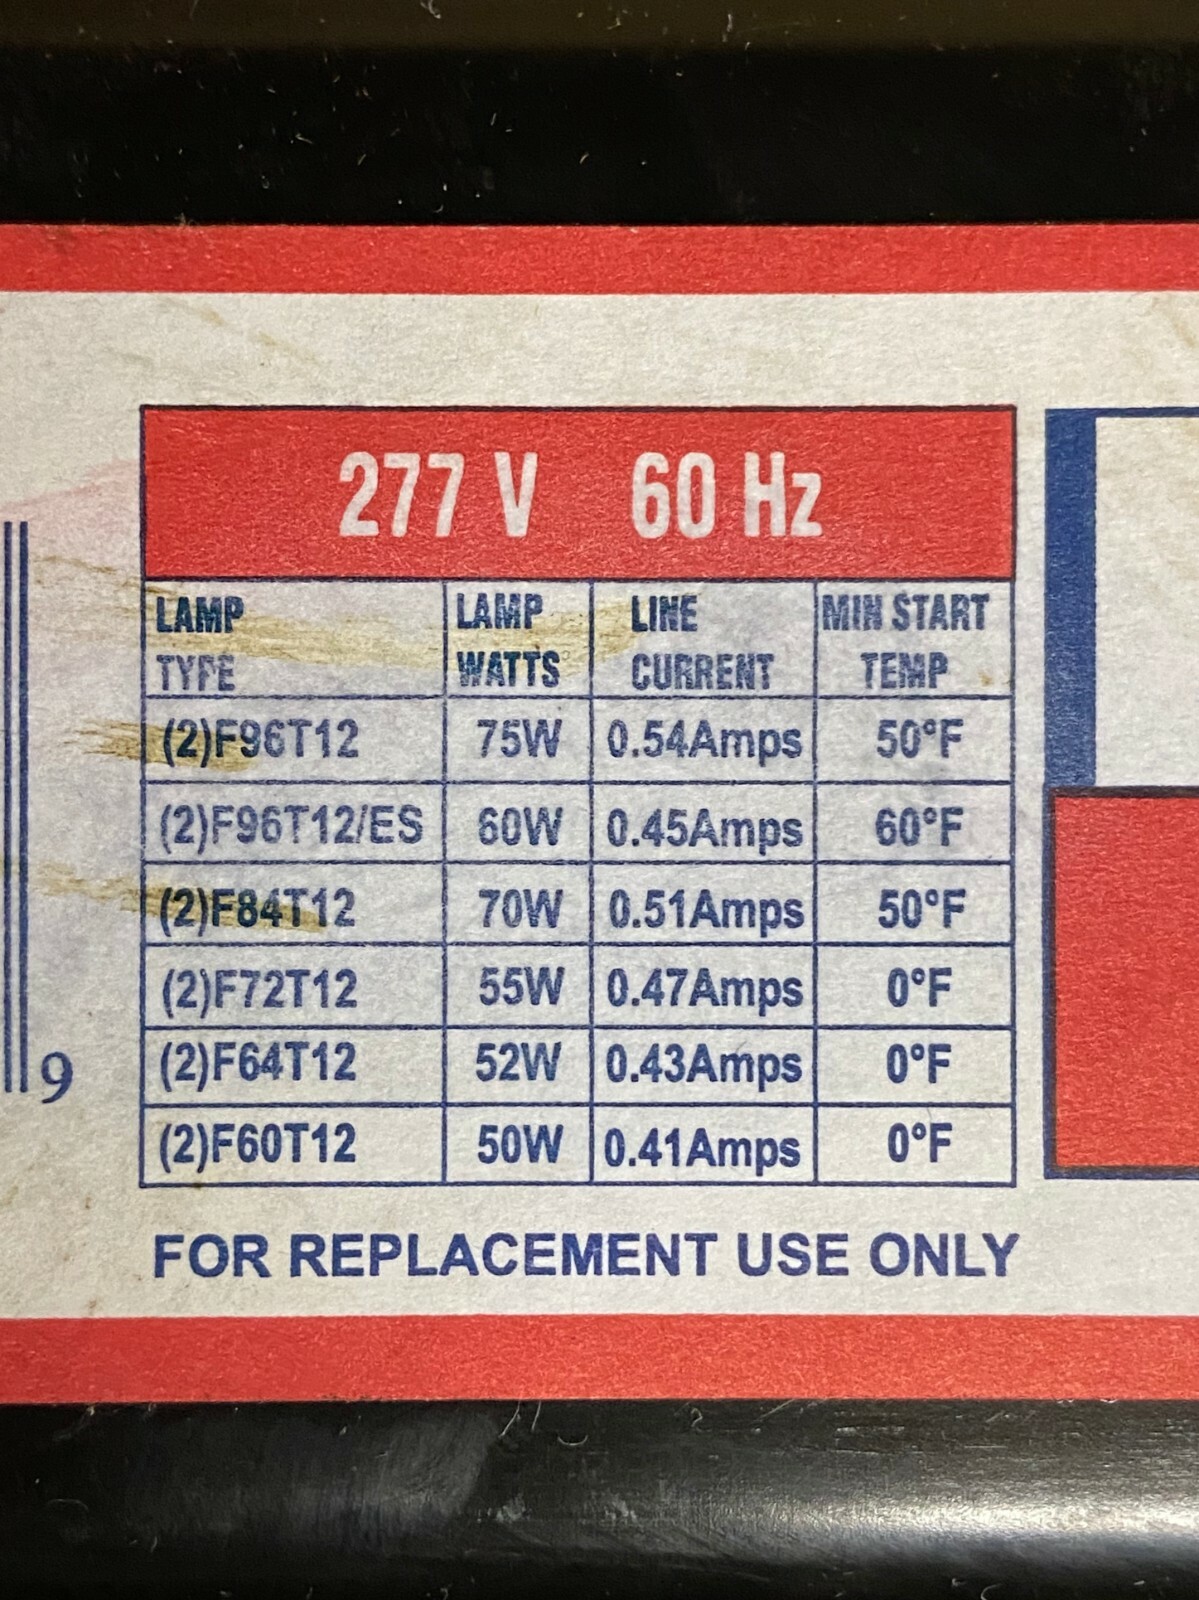 277 V 60 Hz
LAMP TYPE LAMP WATTS LINE CURRENT MIN START TEMP
(2)F96T12 75W 0.54Amps 50°F
(2)F96T12/ES 60W 0.45Amps 60°F
(2)F84T12 70W 0.51Amps 50°F
(2)F72T12 55W 0.47Amps 0°F
(2)F64T12 52W 0.43Amps 0°F
(2)F60T12 50W 0.41Amps 0°F
9
FOR REPLACEMENT USE ONLY